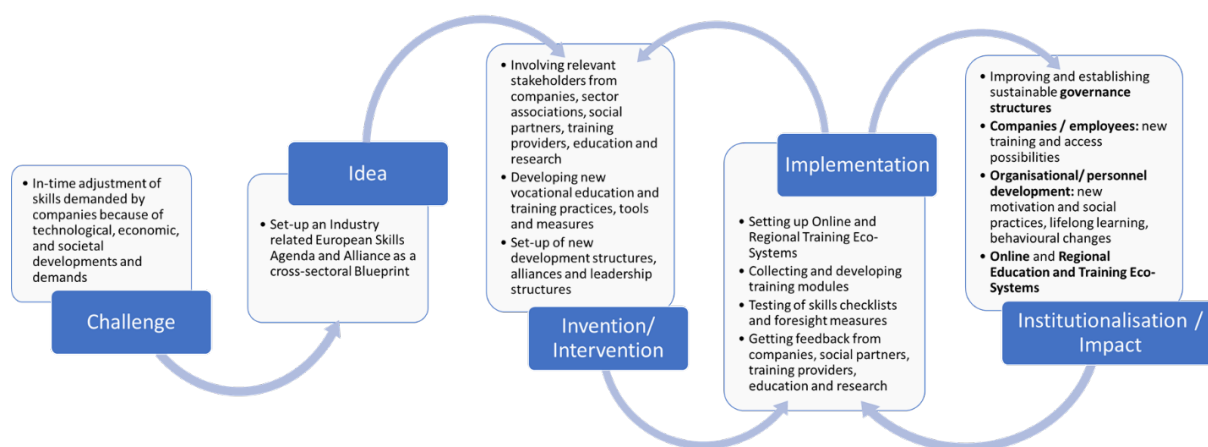 • In-time adjustment of
skills demanded by
companies because of
technological, economic,
and societal
developments and
demands
Challenge
Idea
• Set-up an Industry
related European Skills
Agenda and Alliance as a
cross-sectoral Blueprint
• Involving relevant
stakeholders from
companies, sector
associations, social
partners, training
providers, education and
research
• Developing new
vocational education and
training practices, tools
and measures
• Set-up of new
development structures,
alliances and leadership
structures
Invention/
Intervention
Implementation
• Setting up Online and
Regional Training Eco-
Systems
• Collecting and developing
training modules
• Testing of skills checklists
and foresight measures
• Getting feedback from
companies, social partners,
training providers,
education and research
• Improving and establishing
sustainable governance
structures
• Companies / employees: new
training and access
possibilities
• Organisational/ personnel
development: new
motivation and social
practices, lifelong learning,
behavioural changes
• Online and Regional
Education and Training Eco-
Systems
Institutionalisation /
Impact